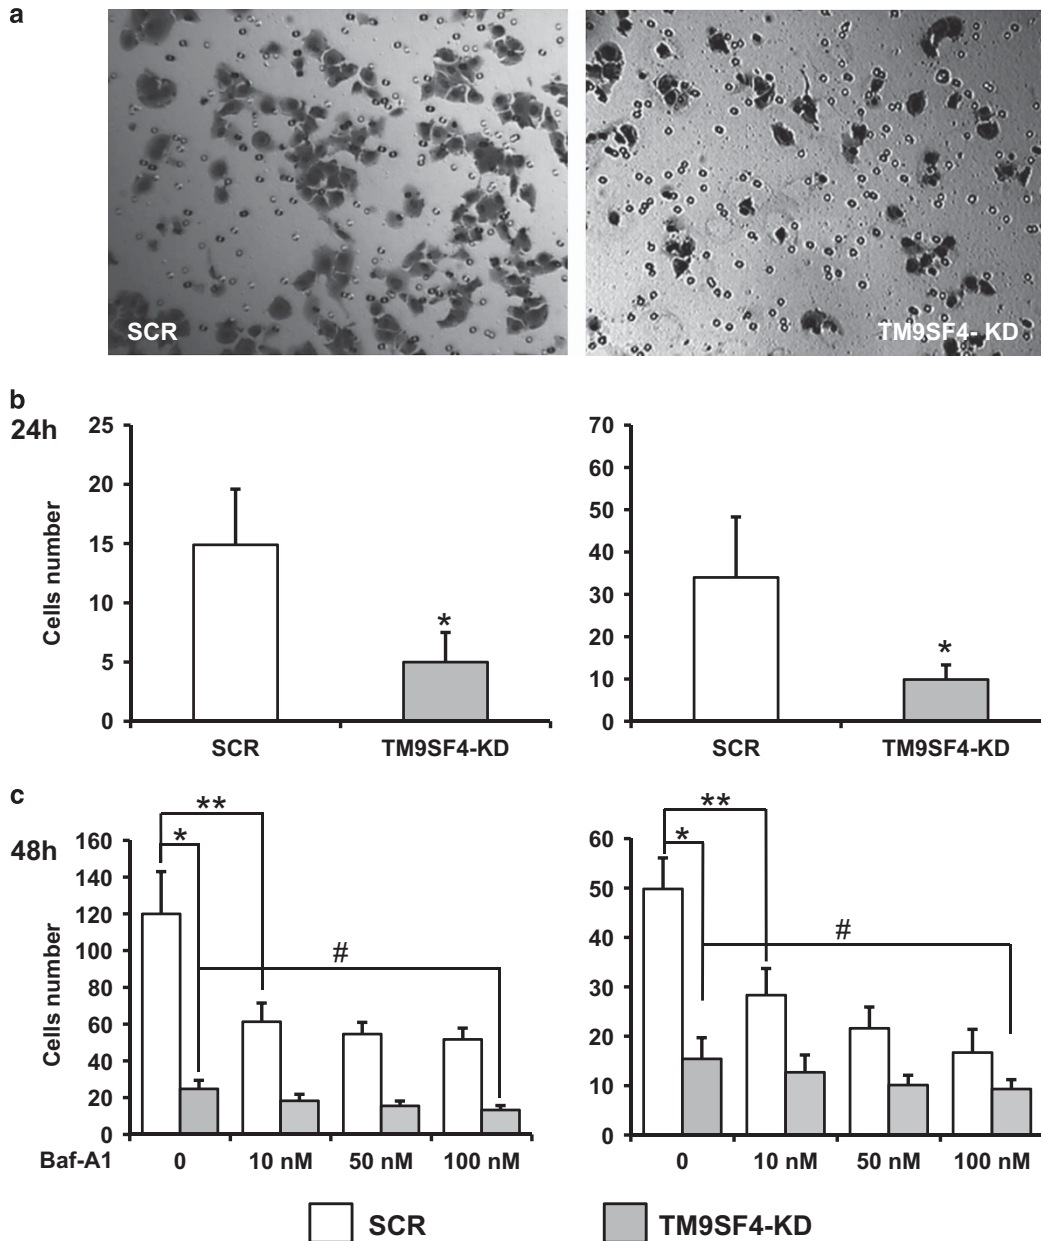 a
SCR
TM9SF4- KD
b
24h
Cells number
25
20
15
10
5
0
SCR
TM9SF4-KD
*
70
60
50
40
30
20
10
0
SCR
TM9SF4-KD
*
c
48h
Cells number
160
140
120
100
80
60
40
20
0
**
*
#
Baf-A1
0
10 nM
50 nM
100 nM
60
50
40
30
20
10
0
**
*
#
0
10 nM
50 nM
100 nM
SCR
TM9SF4-KD